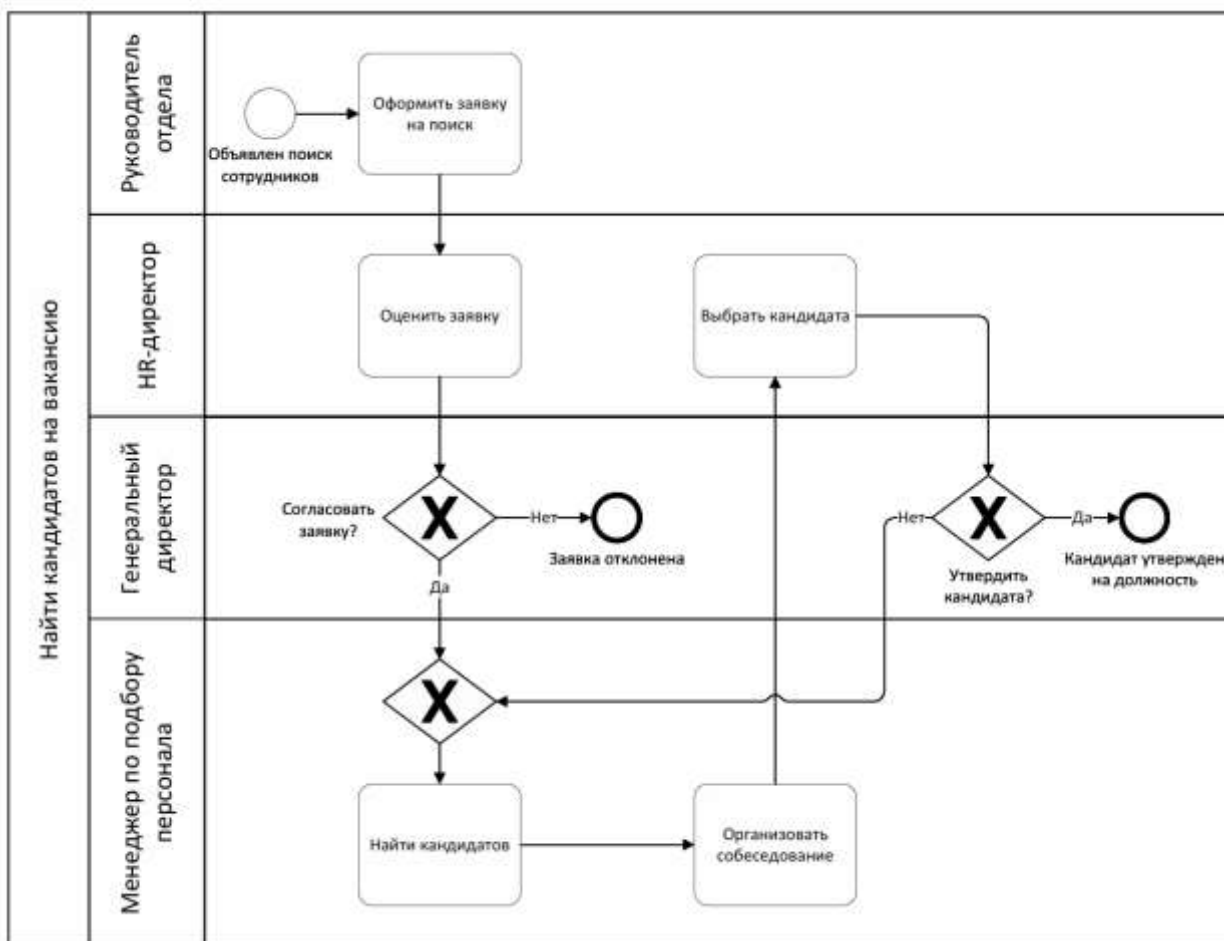 Найти кандидатов на вакансию
Руководитель
отдела
Объявлен поиск
сотрудников
Оформить заявку
на поиск
HR-директор
Оценить заявку
Выбрать кандидата
Генеральный
директор
Согласовать
заявку?
X
Нет
Заявка отклонена
Да
Нет
X
Да
Утвердить
кандидата?
Кандидат утвержден
на должность
Менеджер по подбору
персонала
X
Найти кандидатов
Организовать
собеседование